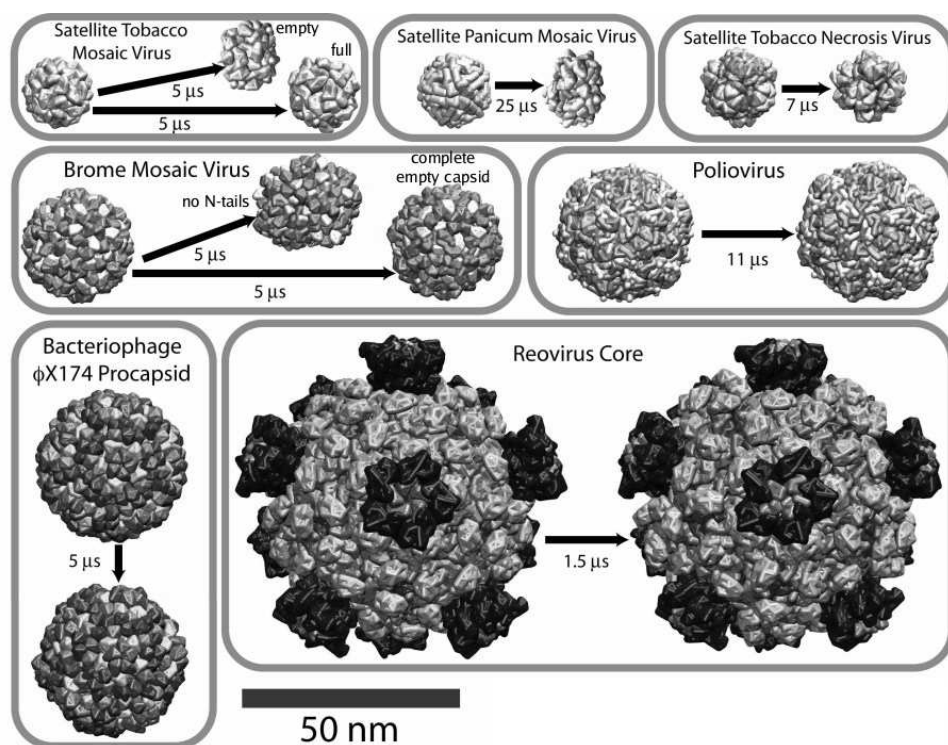 Satellite Tobacco
Mosaic Virus
empty
full
5 μs
5 μs
Satellite Panicum Mosaic Virus
25 μs
Satellite Tobacco Necrosis Virus
7 μs
Brome Mosaic Virus
complete
empty capsid
no N-tails
5 μs
5 μs
Poliovirus
11 μs
Bacteriophage
ϕX174 Procapsid
5 μs
Reovirus Core
1.5 μs
50 nm